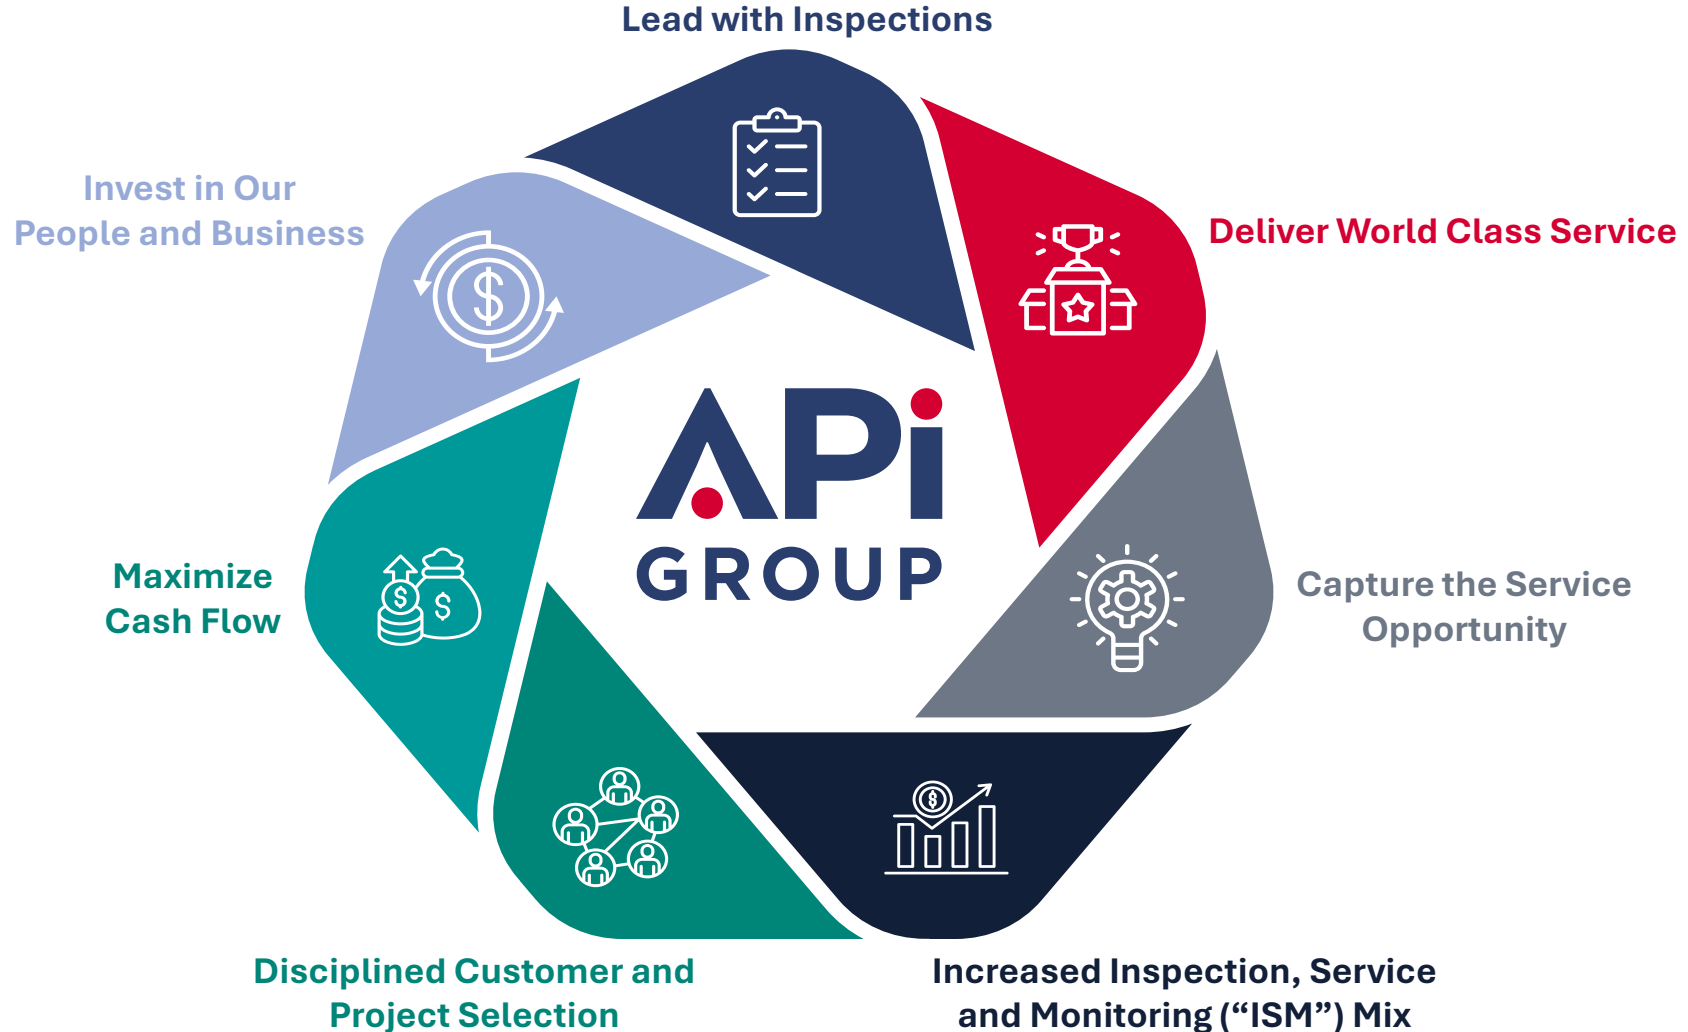 Lead with Inspections
Deliver World Class Service
Capture the Service
Opportunity
Increased Inspection, Service
and Monitoring (“ISM”) Mix
Disciplined Customer and
Project Selection
Maximize
Cash Flow
Invest in Our
People and Business
APi
GROUP